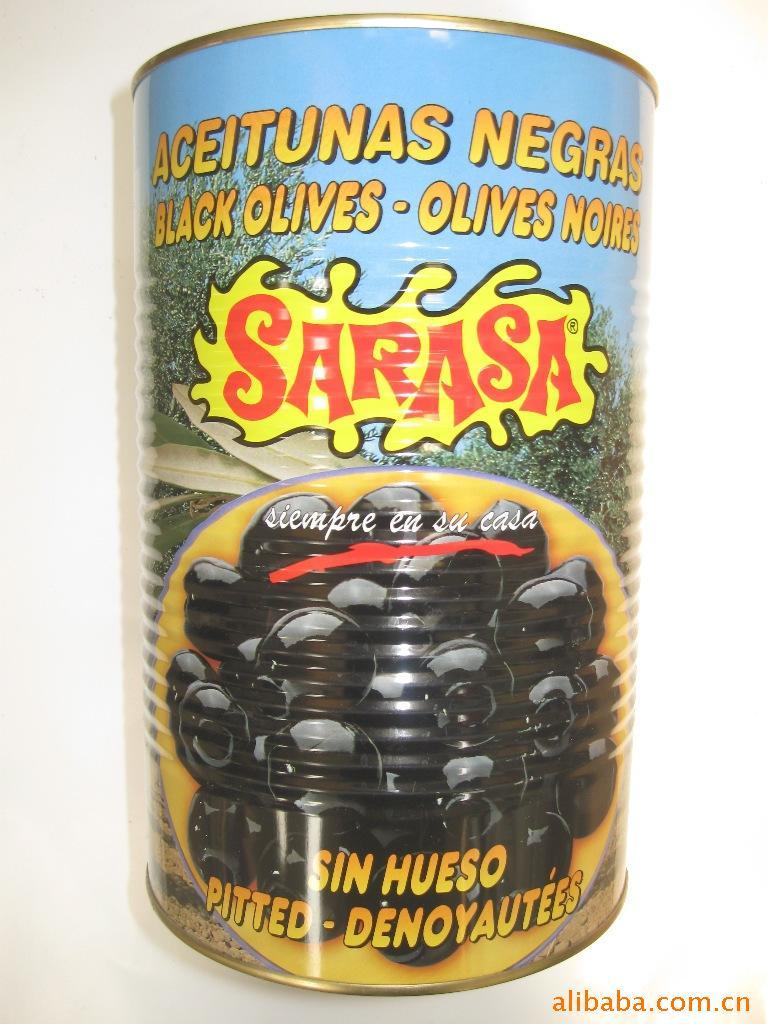 ACEITUNAS NEGRAS
BLACK OLIVES - OLIVES NOIRES
SARASA®
siempre en su casa
SIN HUESO
PITTED - DENOYAUTÉES
alibaba.com.cn